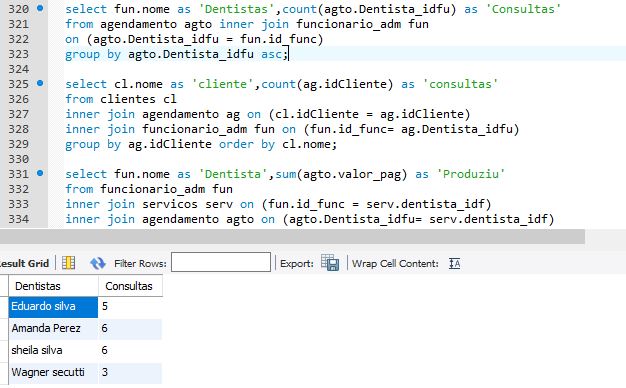 320 select fun.nome as 'Dentistas',count(agto.Dentista_idfu) as 'Consultas'
321 from agendamento agto inner join funcionario_adm fun
322 on (agto.Dentista_idfu = fun.id_func)
323 group by agto.Dentista_idfu asc;
324
325 select cl.nome as 'cliente',count(ag.idCliente) as 'consultas'
326 from clientes cl
327 inner join agendamento ag on (cl.idCliente = ag.idCliente)
328 inner join funcionario_adm fun on (fun.id_func= ag.Dentista_idfu)
329 group by ag.idCliente order by cl.nome;
330
331 select fun.nome as 'Dentista',sum(agto.valor_pag) as 'Produziu'
332 from funcionario_adm fun
333 inner join servicos serv on (fun.id_func = serv.dentista_idf)
334 inner join agendamento agto on (agto.Dentista_idfu= serv.dentista_idf)
esult Grid Filter Rows: Export: Wrap Cell Content:
Dentistas Consultas
Eduardo silva 5
Amanda Perez 6
sheila silva 6
Wagner secutti 3